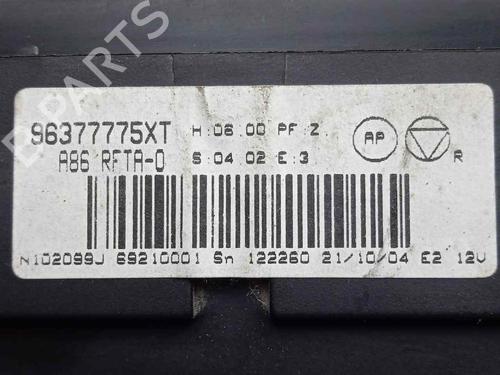 96377775XT H:06.00 PF:Z AP
A86 RFTA-0 S:04.02 E:3 R
N102099J 69210001 Sn 122260 21/10/04 E2 12V
B-PARTS